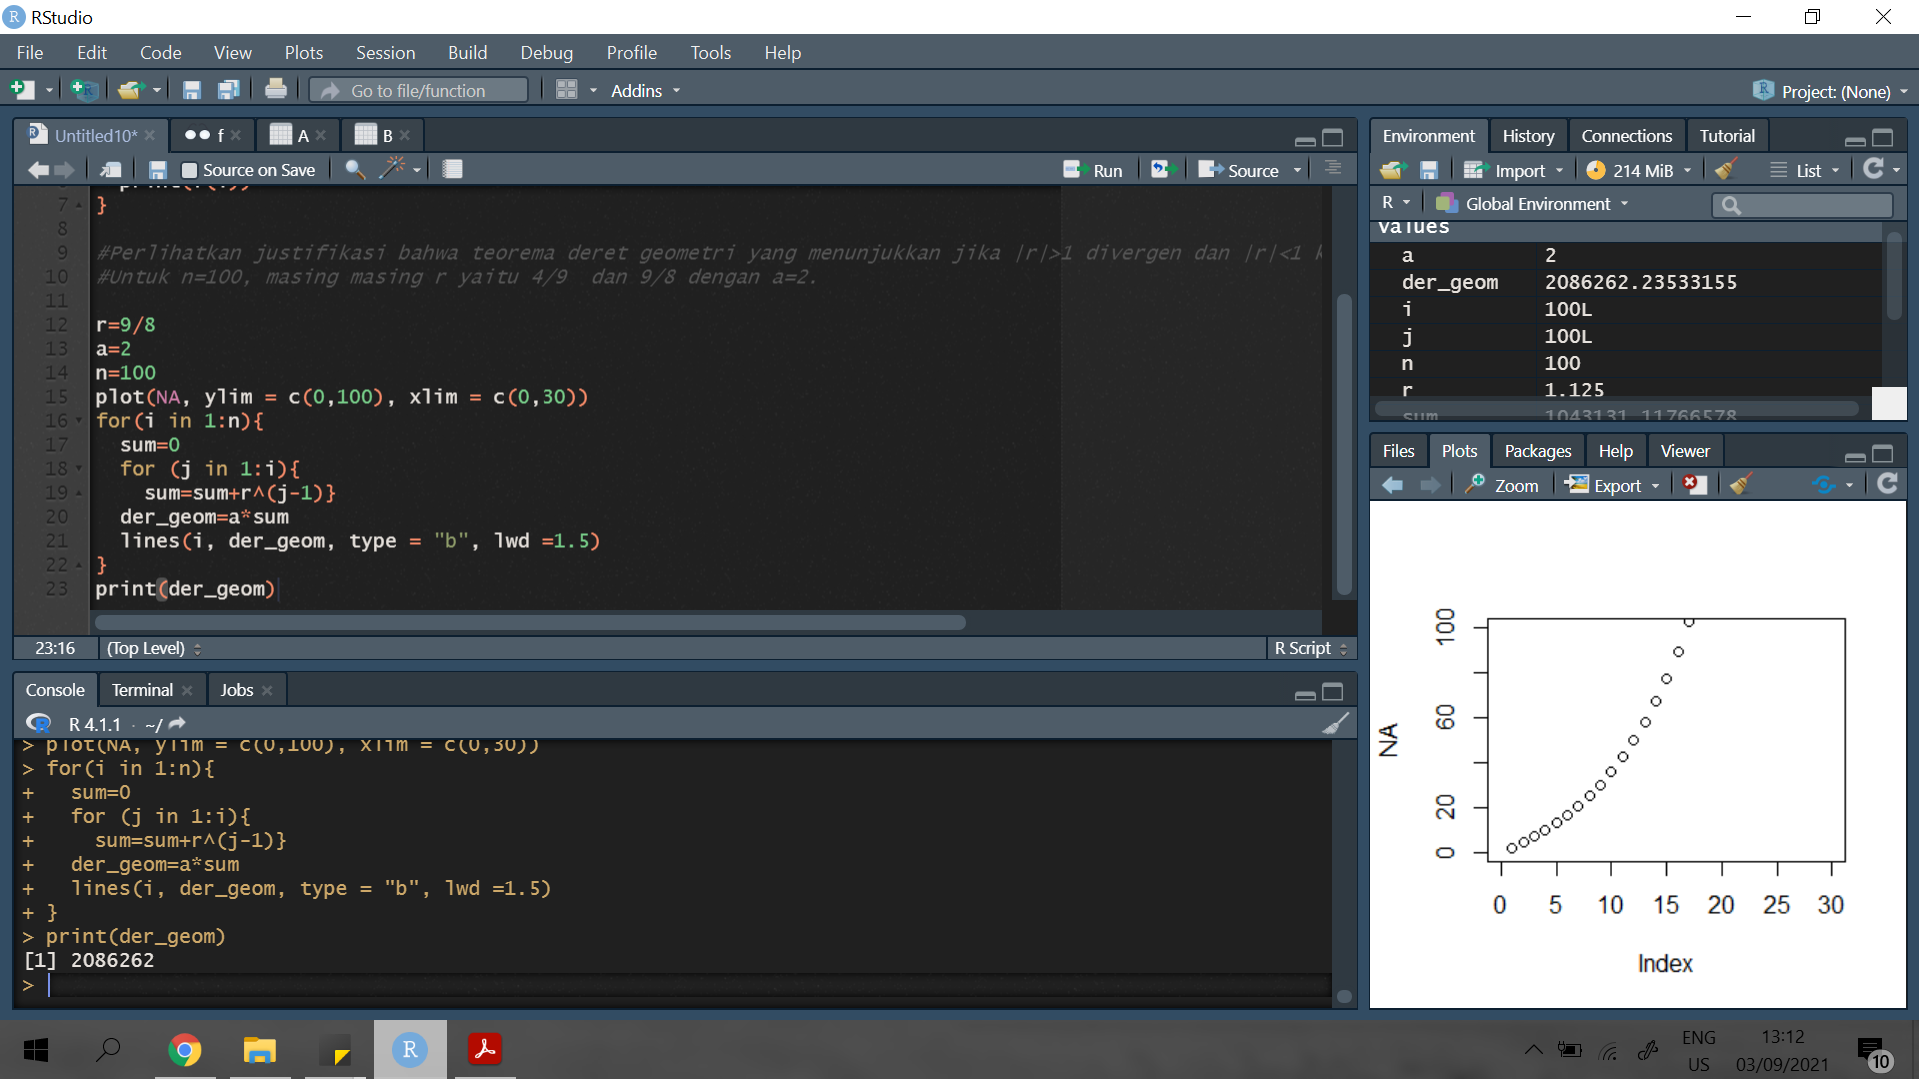 RStudio
File Edit Code View Plots Session Build Debug Profile Tools Help
Go to file/function Addins Project: (None)
Untitled10* f A B
Source on Save Run Source
7 }
8
9 #Perlihatkan justifikasi bahwa teorema deret geometri yang menunjukkan jika |r|>1 divergen dan |r|<1 k
10 #Untuk n=100, masing masing r yaitu 4/9  dan 9/8 dengan a=2.
11
12 r=9/8
13 a=2
14 n=100
15 plot(NA, ylim = c(0,100), xlim = c(0,30))
16 for(i in 1:n){
17   sum=0
18   for (j in 1:i){
19     sum=sum+r^(j-1)}
20   der_geom=a*sum
21   lines(i, der_geom, type = "b", lwd =1.5)
22 }
23 print(der_geom)
23:16 (Top Level) R Script
Console Terminal Jobs
R 4.1.1 · ~/
> plot(NA, ylim = c(0,100), xlim = c(0,30))
> for(i in 1:n){
+   sum=0
+   for (j in 1:i){
+     sum=sum+r^(j-1)}
+   der_geom=a*sum
+   lines(i, der_geom, type = "b", lwd =1.5)
+ }
> print(der_geom)
[1] 2086262
>
Environment History Connections Tutorial
Import 214 MiB List
R Global Environment
values
a 2
der_geom 2086262.23533155
i 100L
j 100L
n 100
r 1.125
sum 1043131.11766578
Files Plots Packages Help Viewer
Zoom Export
NA
100
60
20
0
0 5 10 15 20 25 30
Index
R
ENG
US
13:12
03/09/2021
10